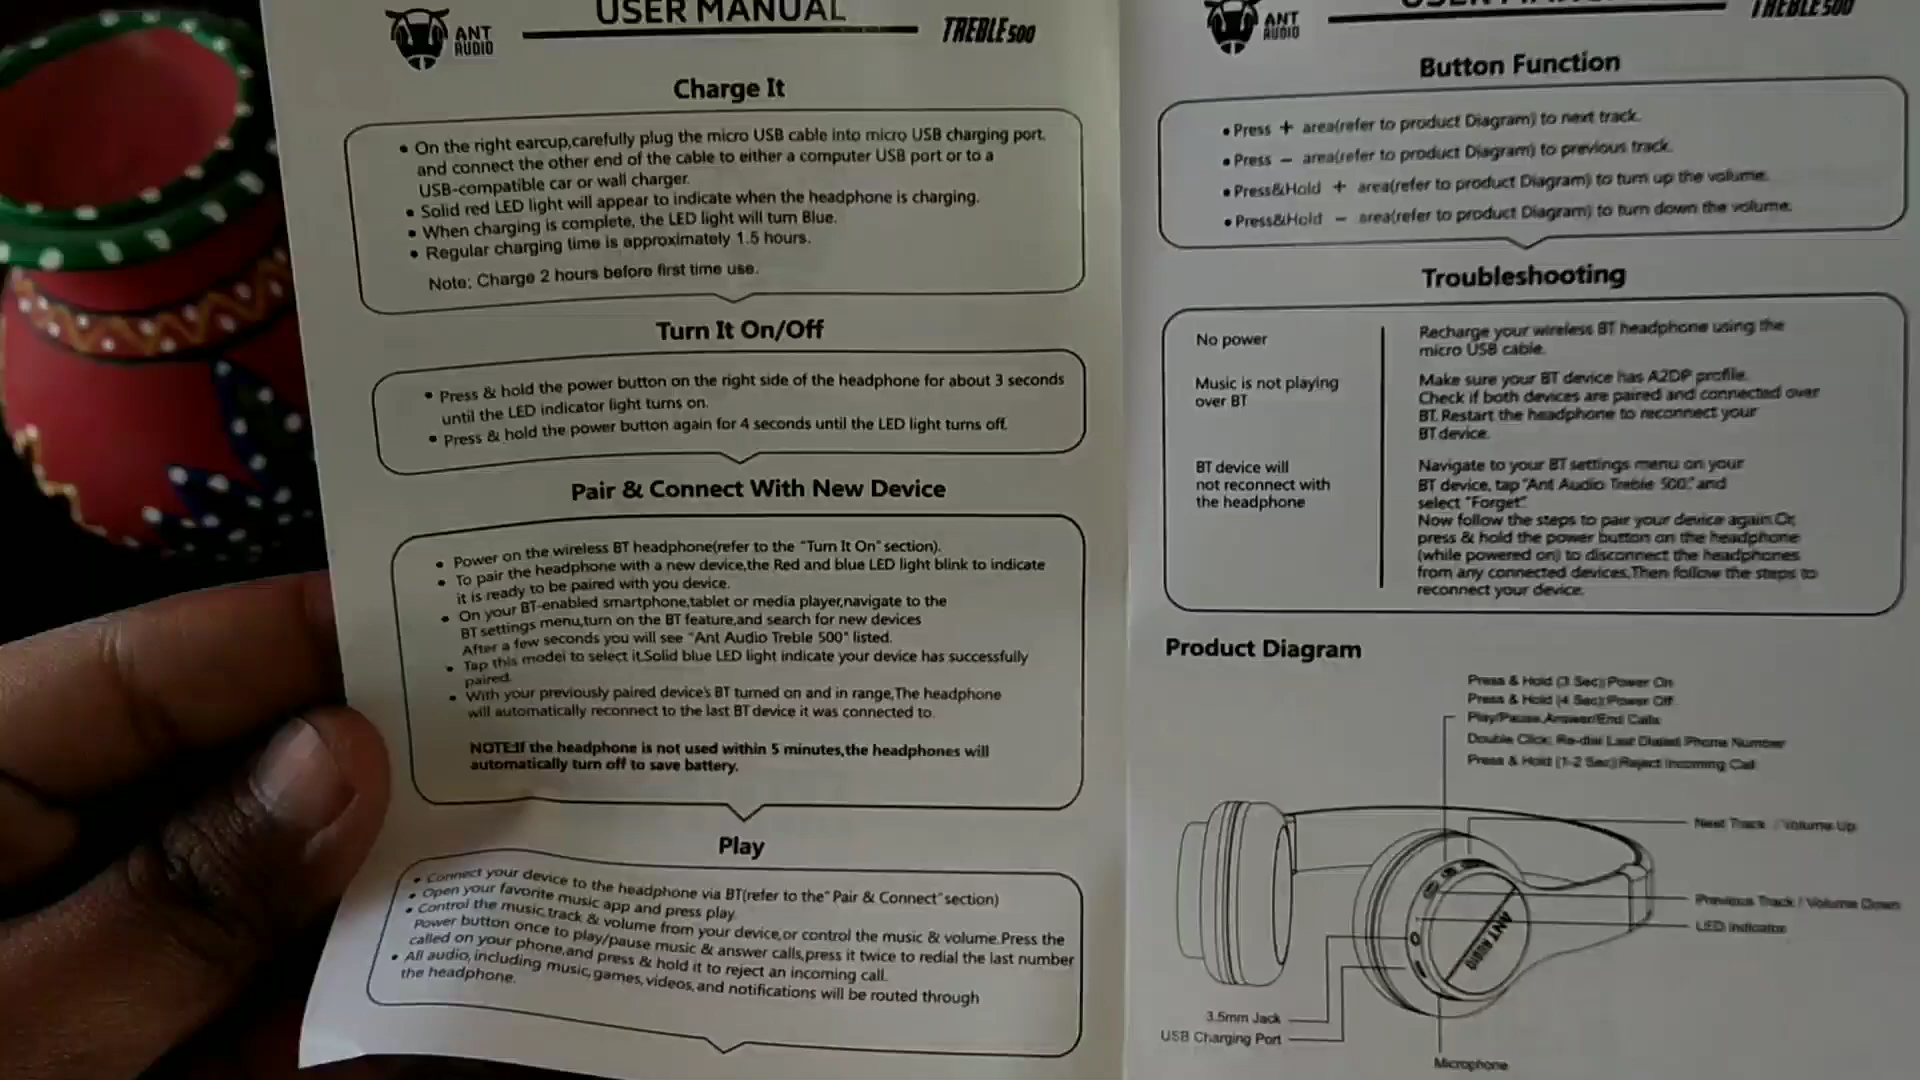 ANT
AUDIO
USER MANUAL
TREBLE 500
Charge It
• On the right earcup,carefully plug the micro USB cable into micro USB charging port.
and connect the other end of the cable to either a computer USB port or to a
USB-compatible car or wall charger.
• Solid red LED light will appear to indicate when the headphone is charging.
• When charging is complete, the LED light will turn Blue.
• Regular charging time is approximately 1.5 hours.
Note: Charge 2 hours before first time use.
Turn It On/Off
• Press & hold the power button on the right side of the headphone for about 3 seconds
until the LED indicator light turns on.
• Press & hold the power button again for 4 seconds until the LED light turns off.
Pair & Connect With New Device
• Power on the wireless BT headphone(refer to the "Turn It On" section).
• To pair the headphone with a new device,the Red and blue LED light blink to indicate
it is ready to be paired with you device.
• On your BT-enabled smartphone,tablet or media player,navigate to the
BT settings menu,turn on the BT feature,and search for new devices
After a few seconds you will see "Ant Audio Treble 500" listed.
• Tap this model to select it.Solid blue LED light indicate your device has successfully
paired.
• With your previously paired device's BT turned on and in range,The headphone
will automatically reconnect to the last BT device it was connected to.
NOTE:If the headphone is not used within 5 minutes,the headphones will
automatically turn off to save battery.
Play
• Connect your device to the headphone via BT(refer to the" Pair & Connect"section)
• Open your favorite music app and press play.
• Control the music,track & volume from your device,or control the music & volume.Press the
Power button once to play/pause music & answer calls,press it twice to redial the last number
called on your phone,and press & hold it to reject an incoming call.
• All audio,including music,games,videos,and notifications will be routed through
the headphone.
ANT
AUDIO
USER MANUAL
TREBLE 500
Button Function
• Press + area(refer to product Diagram) to next track.
• Press − area(refer to product Diagram) to previous track.
• Press&Hold + area(refer to product Diagram) to turn up the volume.
• Press&Hold − area(refer to product Diagram) to turn down the volume.
Troubleshooting
No power
Recharge your wireless BT headphone using the
micro USB cable.
Music is not playing
over BT
Make sure your BT device has A2DP profile.
Check if both devices are paired and connected over
BT. Restart the headphone to reconnect your
BT device.
BT device will
not reconnect with
the headphone
Navigate to your BT settings menu on your
BT device, tap "Ant Audio Treble 500." and
select "Forget".
Now follow the steps to pair your device again.Or,
press & hold the power button on the headphone
(while powered on) to disconnect the headphones
from any connected devices.Then follow the steps to
reconnect your device.
Product Diagram
Press & Hold (3 Sec):Power On
Press & Hold (4 Sec):Power Off
Play/Pause,Answer/End Calls
Double Click: Re-dial Last Dialed Phone Number
Press & Hold (1-2 Sec):Reject Incoming Call
Next Track / Volume Up
Previous Track / Volume Down
LED Indicator
ANT AUDIO
3.5mm Jack
USB Charging Port
Microphone